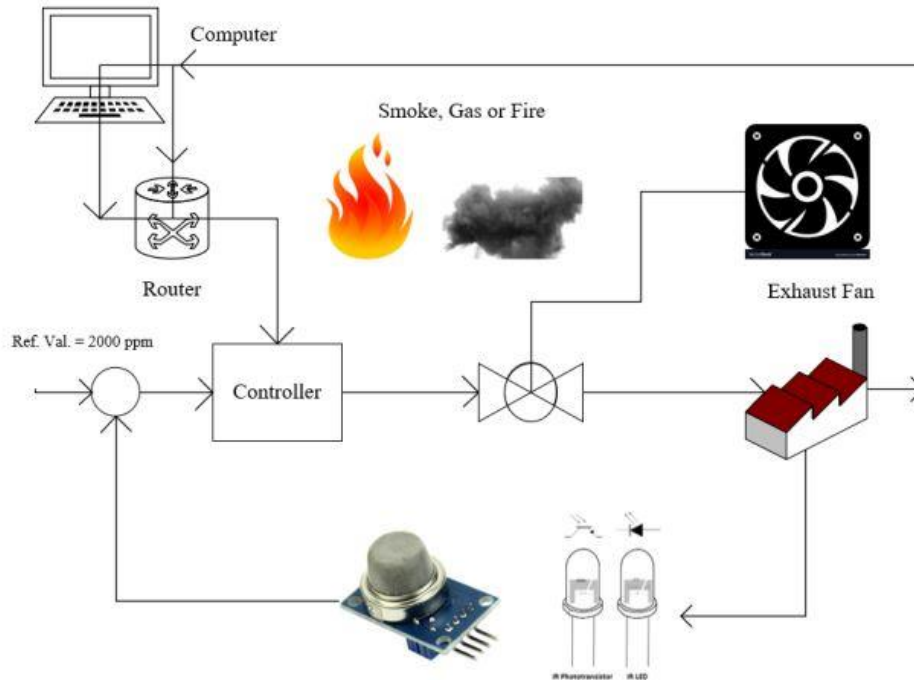 Computer
Smoke, Gas or Fire
Router
Exhaust Fan
Ref. Val. = 2000 ppm
Controller
IR Phototransistor
IR LED